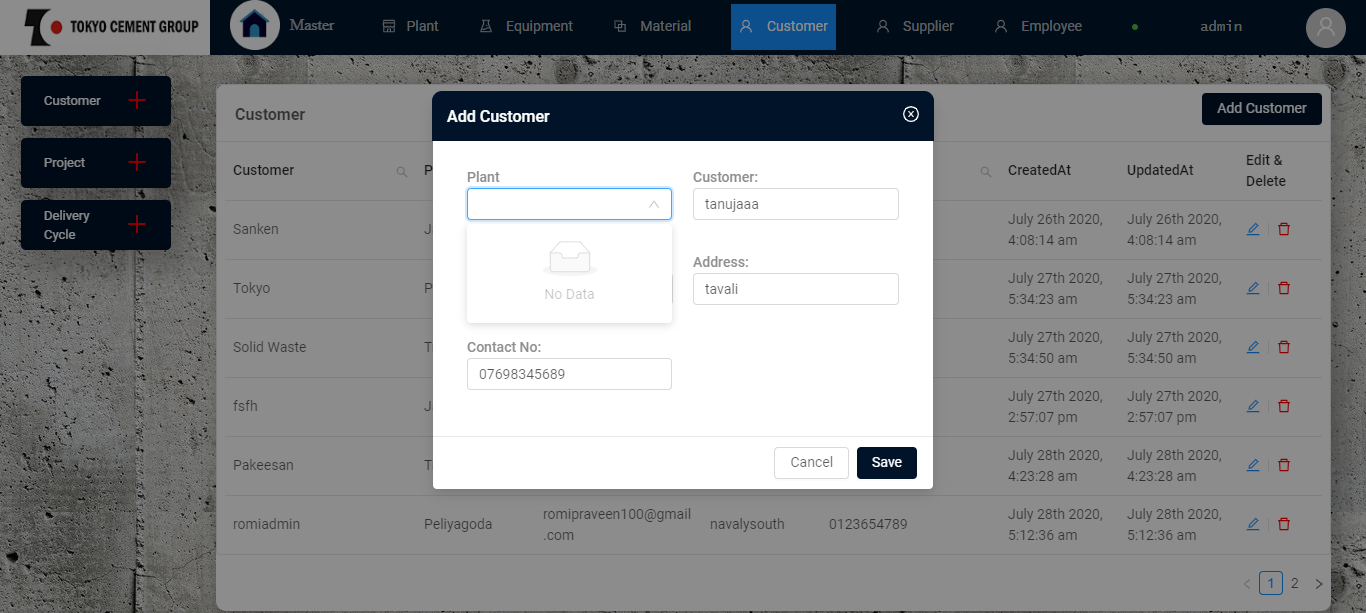 TOKYO CEMENT GROUP
Master
Plant
Equipment
Material
Customer
Supplier
Employee
admin
Customer
Project
Delivery
Cycle
Customer
Add Customer
Customer
P
CreatedAt
UpdatedAt
Edit &
Delete
Sanken
J
July 26th 2020,
4:08:14 am
July 26th 2020,
4:08:14 am
Tokyo
P
July 27th 2020,
5:34:23 am
July 27th 2020,
5:34:23 am
Solid Waste
T
July 27th 2020,
5:34:50 am
July 27th 2020,
5:34:50 am
fsfh
J
July 27th 2020,
2:57:07 pm
July 27th 2020,
2:57:07 pm
Pakeesan
T
July 28th 2020,
4:23:28 am
July 28th 2020,
4:23:28 am
romiadmin
Peliyagoda
romipraveen100@gmail
.com
navalysouth
0123654789
July 28th 2020,
5:12:36 am
July 28th 2020,
5:12:36 am
1
2
Add Customer
Plant
Customer:
tanujaaa
No Data
Address:
tavali
Contact No:
07698345689
Cancel
Save